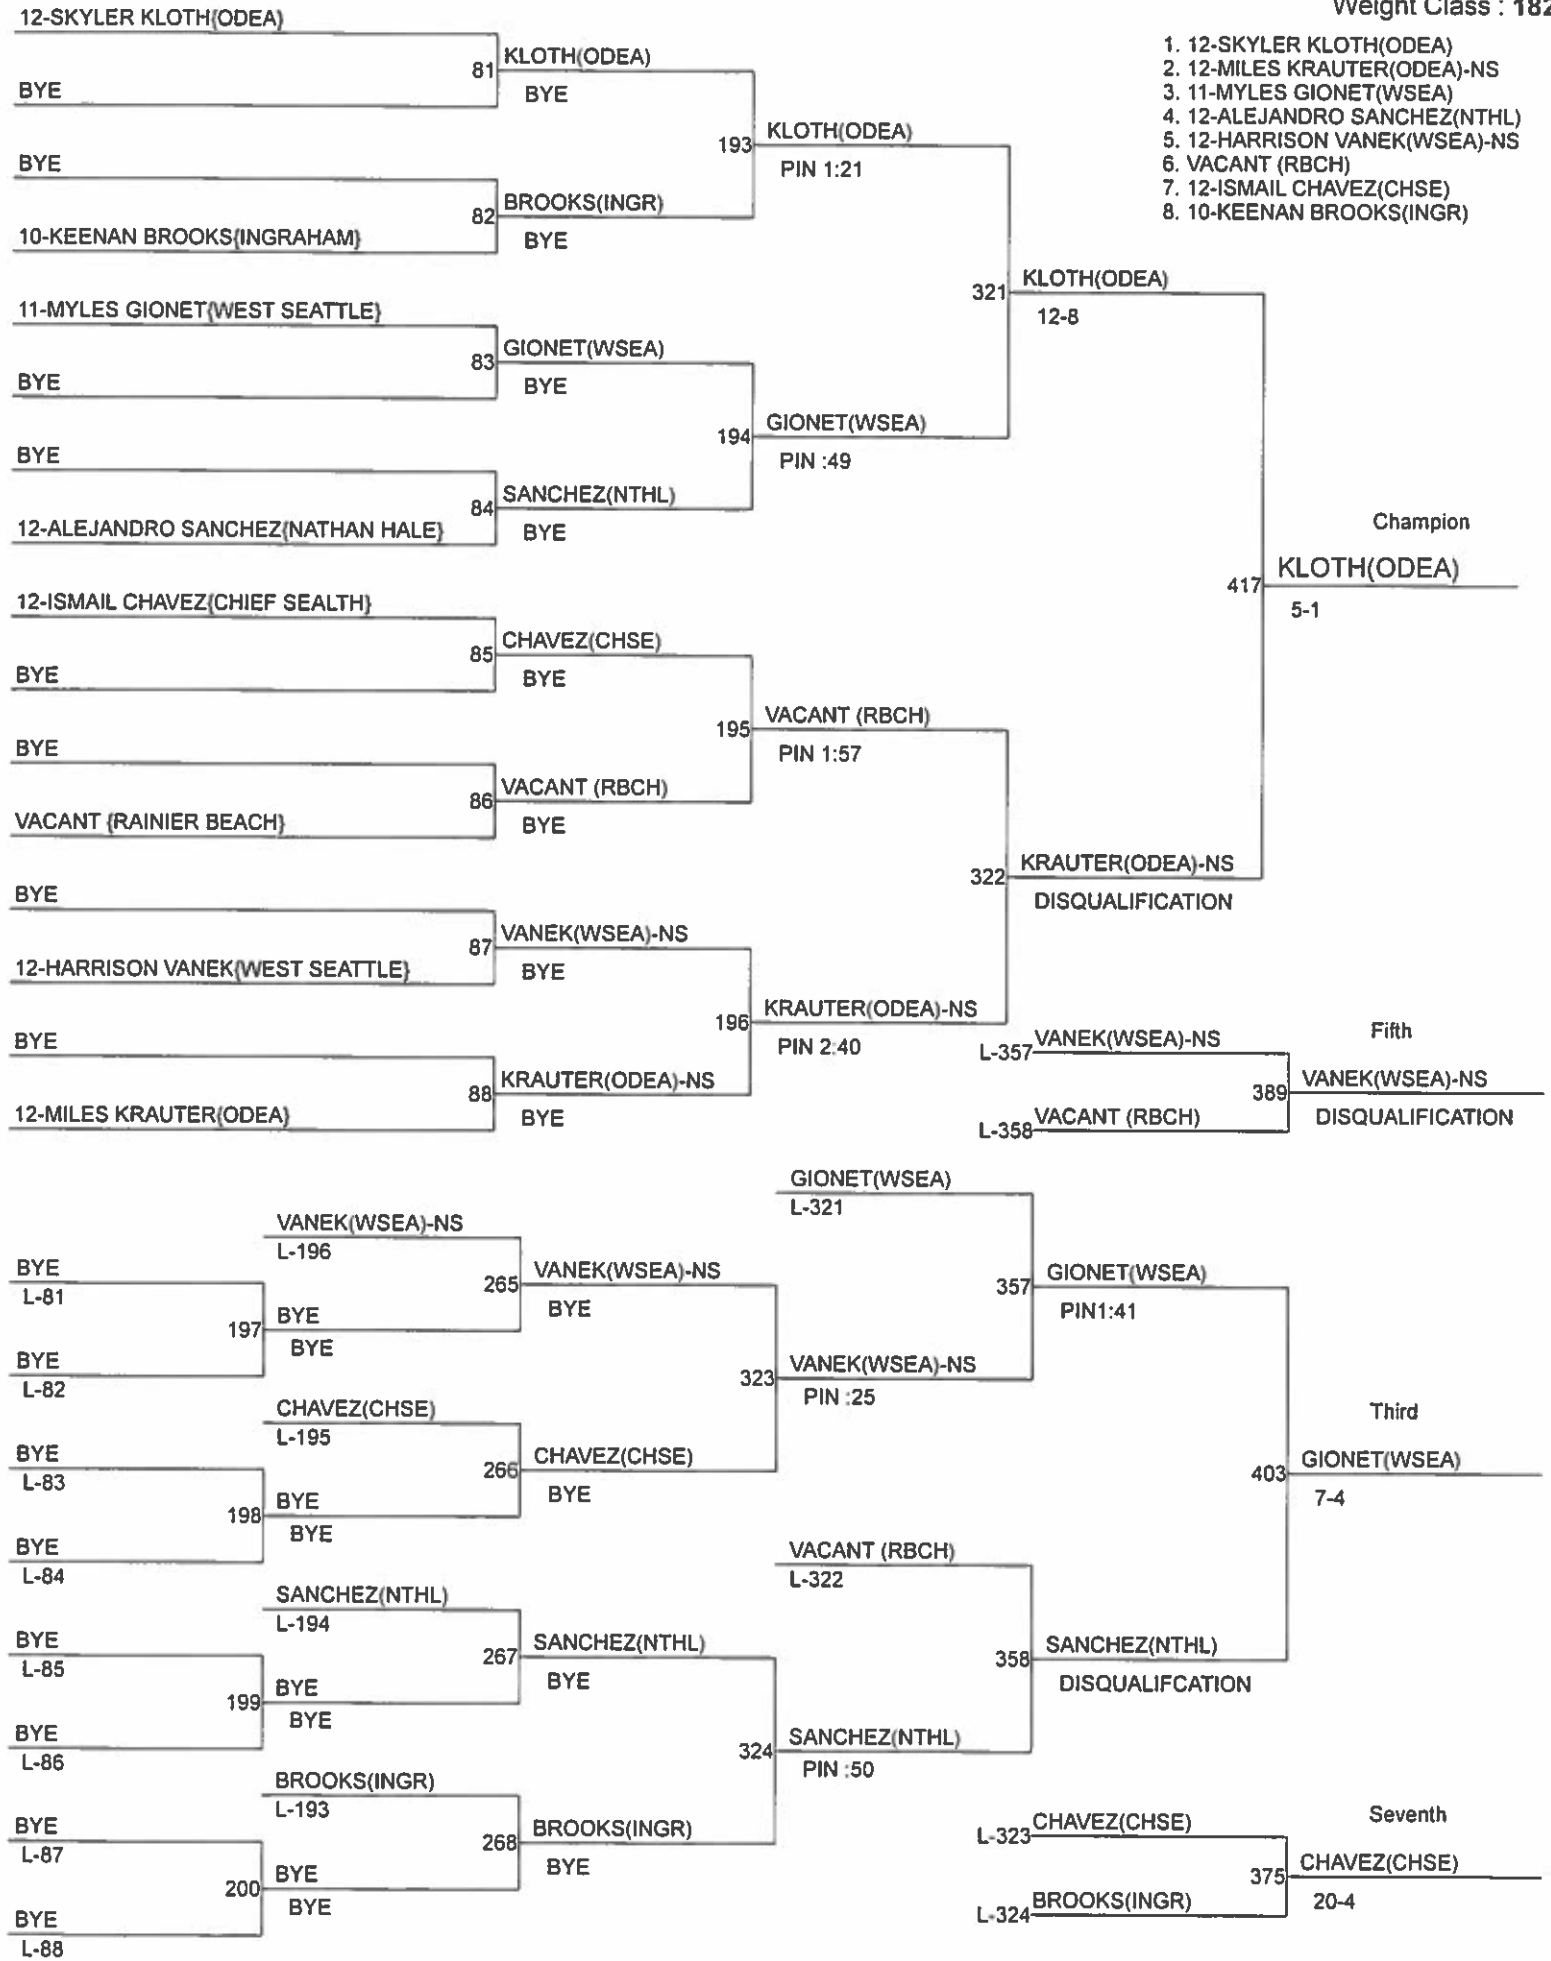 Weight Class : 182
1. 12-SKYLER KLOTH(ODEA)
2. 12-MILES KRAUTER(ODEA)-NS
3. 11-MYLES GIONET(WSEA)
4. 12-ALEJANDRO SANCHEZ(NTHL)
5. 12-HARRISON VANEK(WSEA)-NS
6. VACANT (RBCH)
7. 12-ISMAIL CHAVEZ(CHSE)
8. 10-KEENAN BROOKS(INGR)
12-SKYLER KLOTH{ODEA}
81 KLOTH(ODEA)
BYE
BYE
193 KLOTH(ODEA)
PIN 1:21
BYE
82 BROOKS(INGR)
BYE
10-KEENAN BROOKS{INGRAHAM}
321 KLOTH(ODEA)
12-8
11-MYLES GIONET{WEST SEATTLE}
83 GIONET(WSEA)
BYE
BYE
194 GIONET(WSEA)
PIN :49
BYE
84 SANCHEZ(NTHL)
BYE
12-ALEJANDRO SANCHEZ{NATHAN HALE}
Champion
417 KLOTH(ODEA)
5-1
12-ISMAIL CHAVEZ{CHIEF SEALTH}
85 CHAVEZ(CHSE)
BYE
BYE
195 VACANT (RBCH)
PIN 1:57
BYE
86 VACANT (RBCH)
BYE
VACANT {RAINIER BEACH}
322 KRAUTER(ODEA)-NS
DISQUALIFICATION
BYE
87 VANEK(WSEA)-NS
BYE
12-HARRISON VANEK{WEST SEATTLE}
196 KRAUTER(ODEA)-NS
PIN 2:40
BYE
88 KRAUTER(ODEA)-NS
BYE
12-MILES KRAUTER{ODEA}
Fifth
L-357 VANEK(WSEA)-NS
389 VANEK(WSEA)-NS
DISQUALIFICATION
L-358 VACANT (RBCH)
GIONET(WSEA)
L-321
VANEK(WSEA)-NS
L-196
265 VANEK(WSEA)-NS
BYE
BYE
L-81
197 BYE
BYE
BYE
L-82
357 GIONET(WSEA)
PIN1:41
323 VANEK(WSEA)-NS
PIN :25
CHAVEZ(CHSE)
L-195
266 CHAVEZ(CHSE)
BYE
BYE
L-83
198 BYE
BYE
BYE
L-84
Third
403 GIONET(WSEA)
7-4
VACANT (RBCH)
L-322
SANCHEZ(NTHL)
L-194
267 SANCHEZ(NTHL)
BYE
BYE
L-85
199 BYE
BYE
BYE
L-86
358 SANCHEZ(NTHL)
DISQUALIFCATION
324 SANCHEZ(NTHL)
PIN :50
BROOKS(INGR)
L-193
268 BROOKS(INGR)
BYE
BYE
L-87
200 BYE
BYE
BYE
L-88
Seventh
L-323 CHAVEZ(CHSE)
375 CHAVEZ(CHSE)
20-4
L-324 BROOKS(INGR)